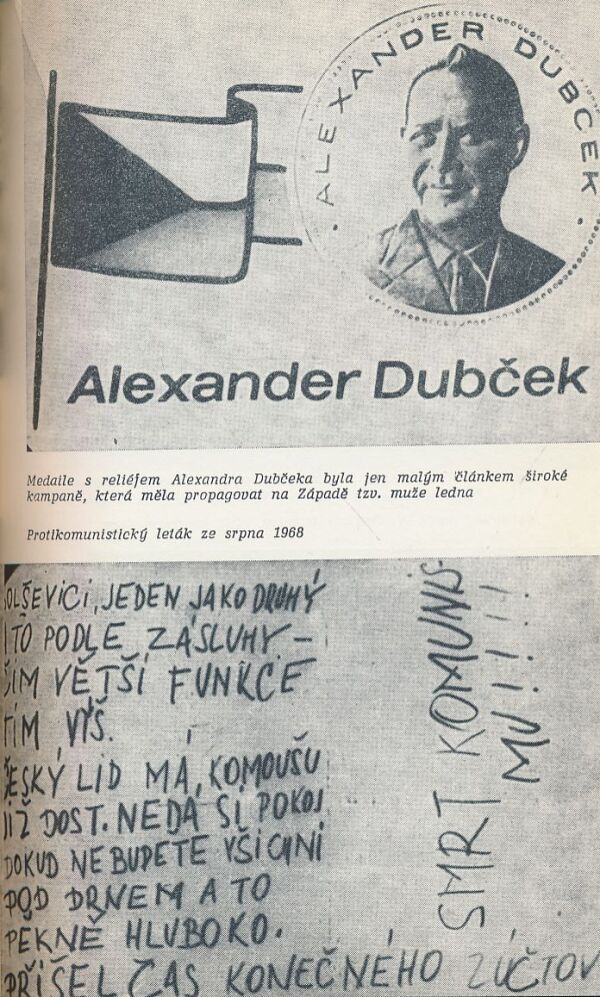 ALEXANDER DUBČEK
Alexander Dubček
Medaile s reliéfem Alexandra Dubčeka byla jen malým článkem široké
kampaně, která měla propagovat na Západě tzv. muže ledna
Protikomunistický leták ze srpna 1968
OLŠEVICI, JEDEN JAKO DRUHÝ
I TO PODLE ZÁSLUHY –
ČIM VĚTŠÍ FUNKCE
TÍM VÝŠ.
ČESKÝ LID MÁ KOMOUŠU
JIŽ DOST. NEDÁ SI POKOJ
DOKUD NEBUDETE VŠICHNI
POD DRNEM A TO
PĚKNĚ HLUBOKO.
PŘIŠEL ČAS KONEČNÉHO ZÚČTOV
SMRT KOMUNIS
MU!!!!